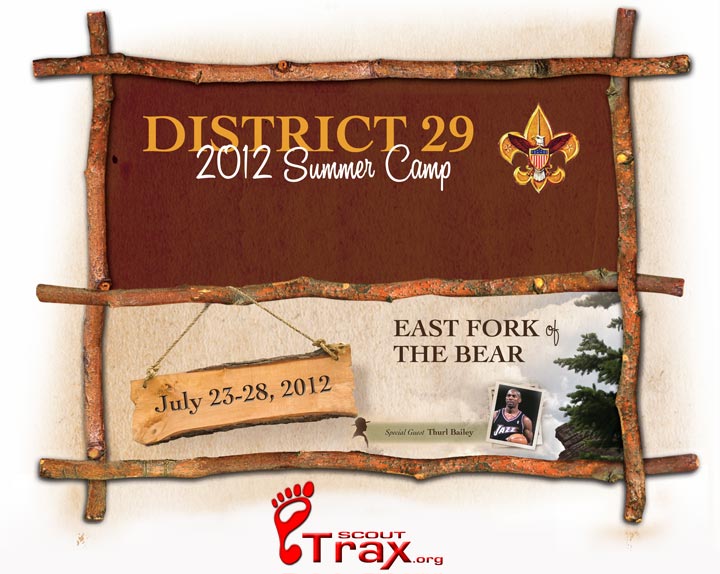 DISTRICT 29
2012 Summer Camp
EAST FORK of
THE BEAR
July 23-28, 2012
Special Guest Thurl Bailey
JAZZ
SCOUT
Trax.org